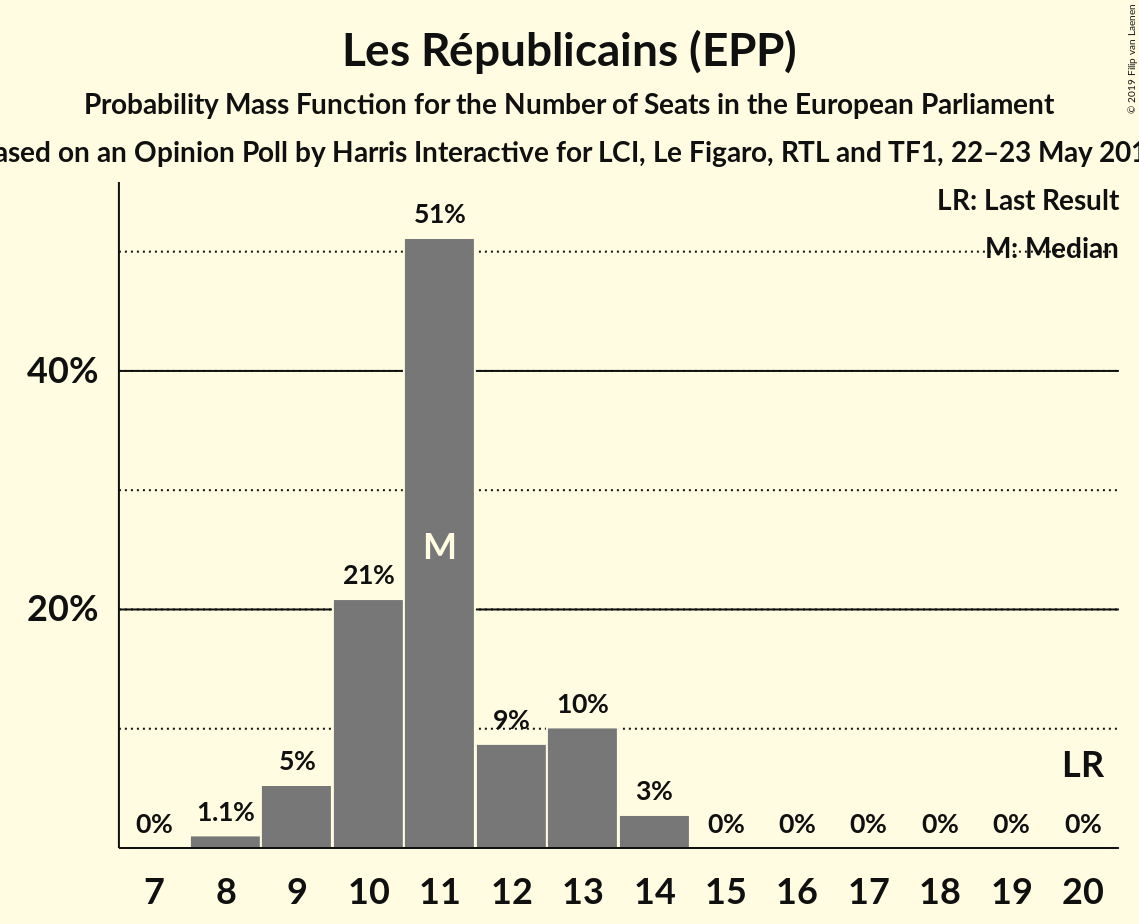 Les Républicains (EPP)
Probability Mass Function for the Number of Seats in the European Parliament
ased on an Opinion Poll by Harris Interactive for LCI, Le Figaro, RTL and TF1, 22–23 May 201
© 2019 Filip van Laenen
LR: Last Result
M: Median
51%
40%
M
21%
20%
10%
9%
5%
LR
3%
1.1%
0% 0% 0% 0% 0% 0% 0%
7 8 9 10 11 12 13 14 15 16 17 18 19 20